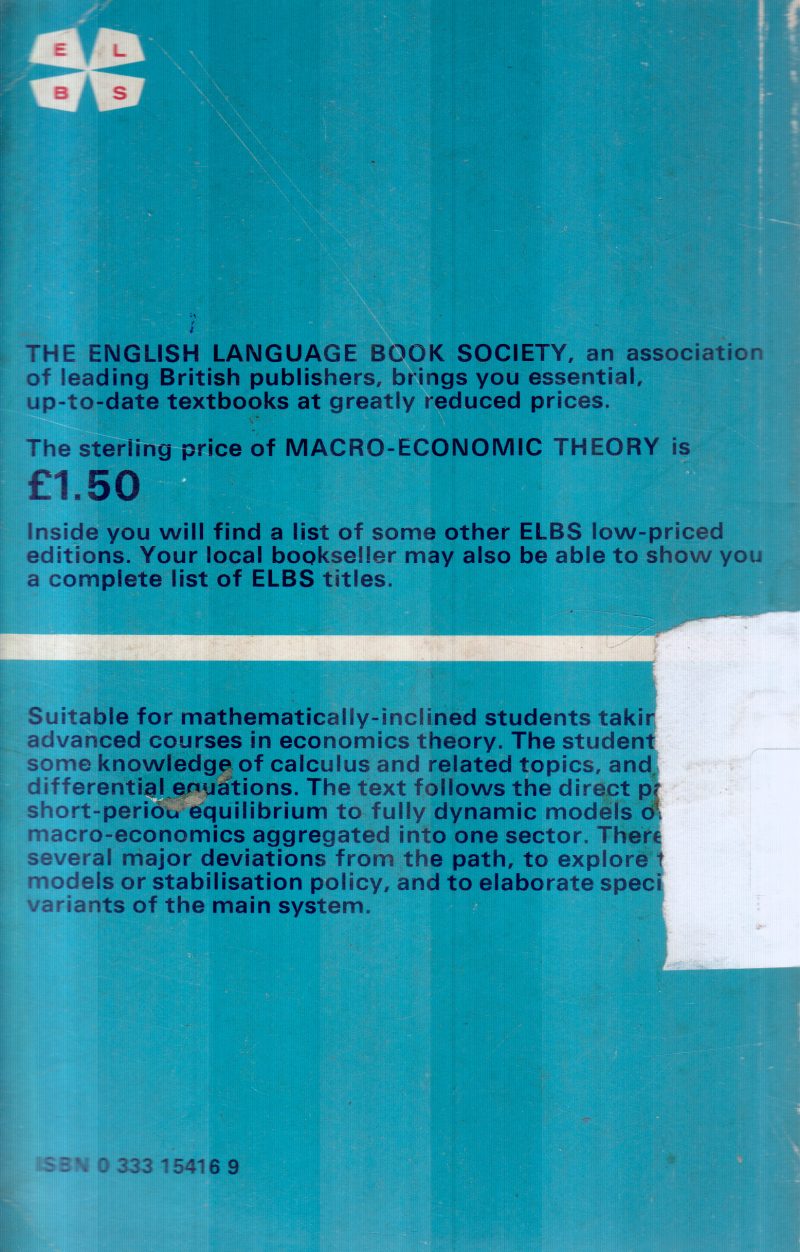 E L
B S
THE ENGLISH LANGUAGE BOOK SOCIETY, an association
of leading British publishers, brings you essential,
up-to-date textbooks at greatly reduced prices.
The sterling price of MACRO-ECONOMIC THEORY is
£1.50
Inside you will find a list of some other ELBS low-priced
editions. Your local bookseller may also be able to show you
a complete list of ELBS titles.
Suitable for mathematically-inclined students
advanced courses in economics theory. The student
some knowledge of calculus and related topics, and
differential equations. The text follows the direct
short-period equilibrium to fully dynamic models
macro-economics aggregated into one sector. There
several major deviations from the path, to explore
models or stabilisation policy, and to elaborate
variants of the main system.
ISBN 0 333 15416 9